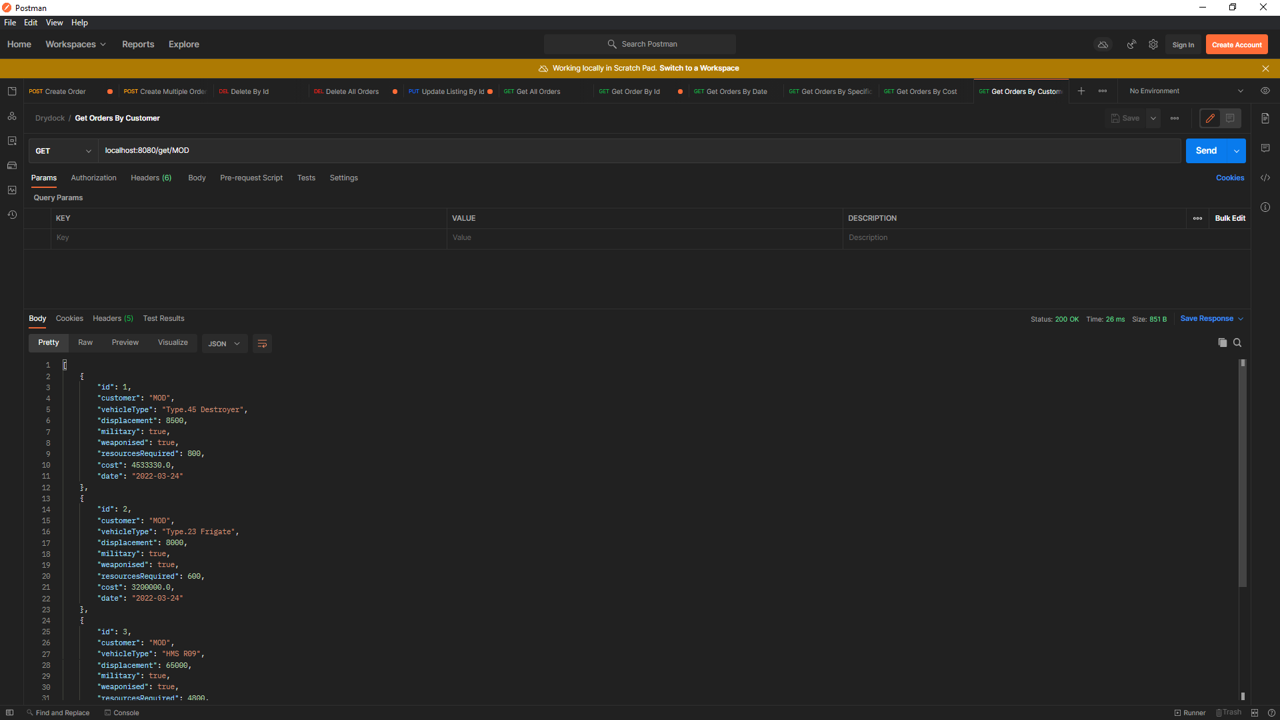 Postman
File Edit View Help
Home Workspaces Reports Explore Search Postman Sign In Create Account
Working locally in Scratch Pad. Switch to a Workspace
POST Create Order POST Create Multiple Order DEL Delete By Id DEL Delete All Orders PUT Update Listing By Id GET Get All Orders GET Get Order By Id GET Get Orders By Date GET Get Orders By Specific GET Get Orders By Cost GET Get Orders By Custom No Environment
Drydock / Get Orders By Customer Save
GET localhost:8080/get/MOD Send
Params Authorization Headers (6) Body Pre-request Script Tests Settings Cookies
Query Params
KEY VALUE DESCRIPTION Bulk Edit
Key Value Description
Body Cookies Headers (5) Test Results Status: 200 OK Time: 26 ms Size: 851 B Save Response
Pretty Raw Preview Visualize JSON
1 [
2 {
3 "id": 1,
4 "customer": "MOD",
5 "vehicleType": "Type.45 Destroyer",
6 "displacement": 8500,
7 "military": true,
8 "weaponised": true,
9 "resourcesRequired": 800,
10 "cost": 4533330.0,
11 "date": "2022-03-24"
12 },
13 {
14 "id": 2,
15 "customer": "MOD",
16 "vehicleType": "Type.23 Frigate",
17 "displacement": 8000,
18 "military": true,
19 "weaponised": true,
20 "resourcesRequired": 600,
21 "cost": 3200000.0,
22 "date": "2022-03-24"
23 },
24 {
25 "id": 3,
26 "customer": "MOD",
27 "vehicleType": "HMS R09",
28 "displacement": 65000,
29 "military": true,
30 "weaponised": true,
31 "resourcesRequired": 4800,
Find and Replace Console Runner Trash